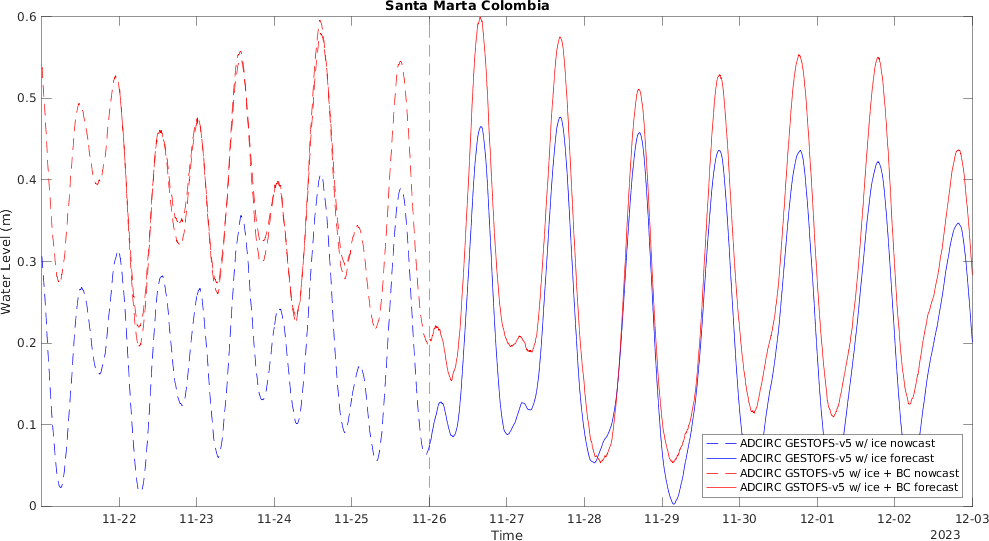 Santa Marta Colombia
0.6
0.5
0.4
0.3
0.2
0.1
0
Water Level (m)
ADCIRC GESTOFS-v5 w/ ice nowcast
ADCIRC GESTOFS-v5 w/ ice forecast
ADCIRC GSTOFS-v5 w/ ice + BC nowcast
ADCIRC GSTOFS-v5 w/ ice + BC forecast
11-22 11-23 11-24 11-25 11-26 11-27 11-28 11-29 11-30 12-01 12-02 12-03
Time
2023